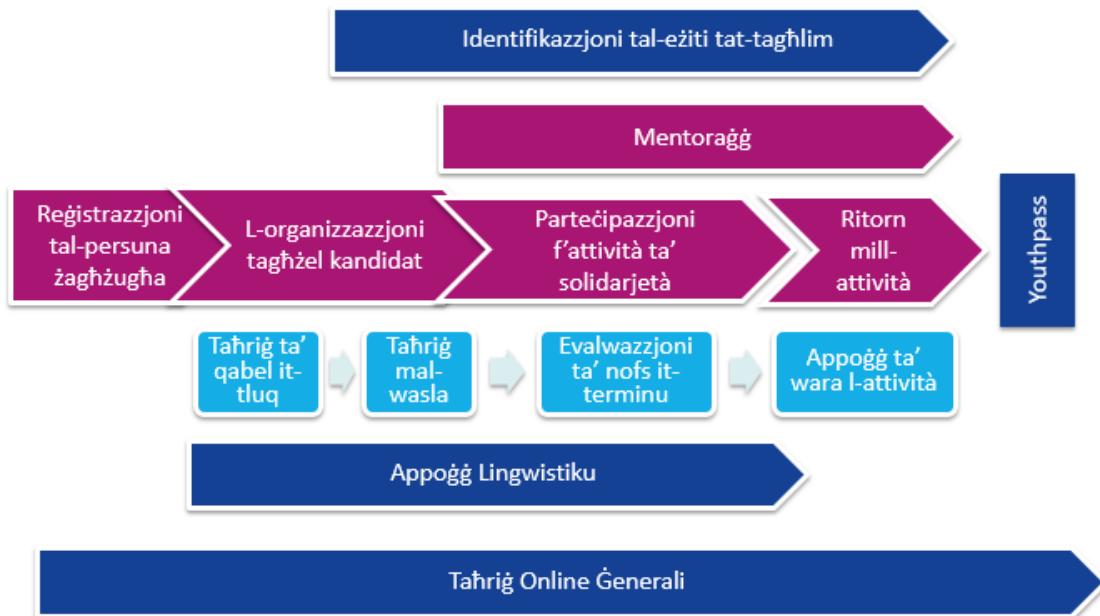 Identifikazzjoni tal-eżiti tat-tagħlim
Mentoraġġ
Reġistrazzjoni
tal-persuna
żagħżugħa
L-organizzazzjoni
tagħżel kandidat
Parteċipazzjoni
f'attività ta'
solidarjetà
Ritorn
mill-
attività
Youthpass
Taħriġ ta'
qabel it-
tluq
Taħriġ
mal-
wasla
Evalwazzjoni
ta' nofs it-
terminu
Appoġġ ta'
wara l-attività
Appoġġ Lingwistiku
Taħriġ Online Ġenerali